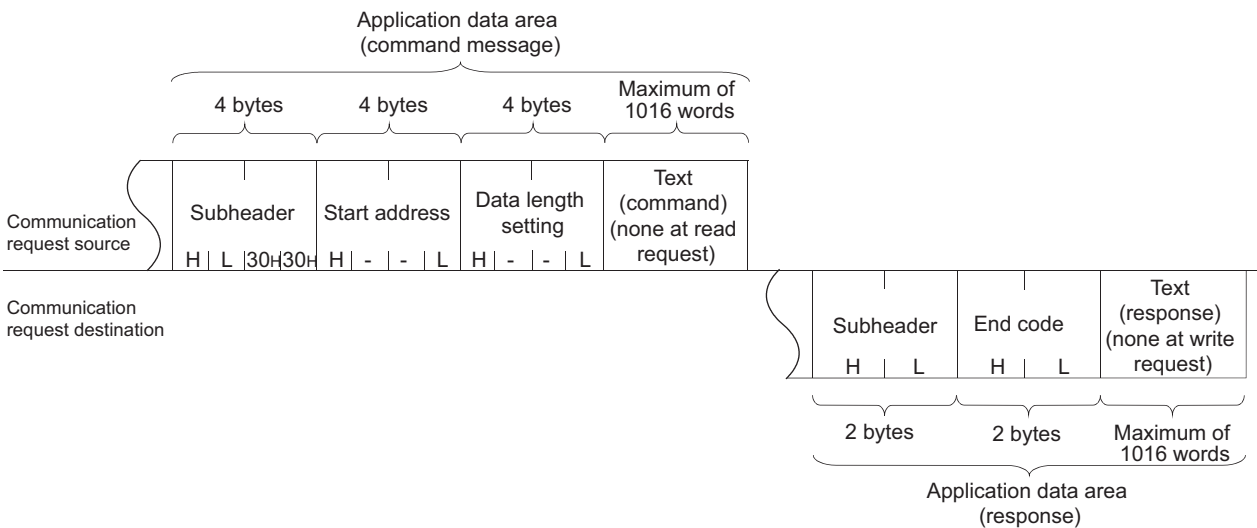 Application data area
(command message)
4 bytes
4 bytes
4 bytes
Maximum of
1016 words
Communication
request source
Subheader
H L 30H 30H
Start address
H - - L
Data length
setting
H - - L
Text
(command)
(none at read
request)
Communication
request destination
Subheader
H L
End code
H L
Text
(response)
(none at write
request)
2 bytes
2 bytes
Maximum of
1016 words
Application data area
(response)